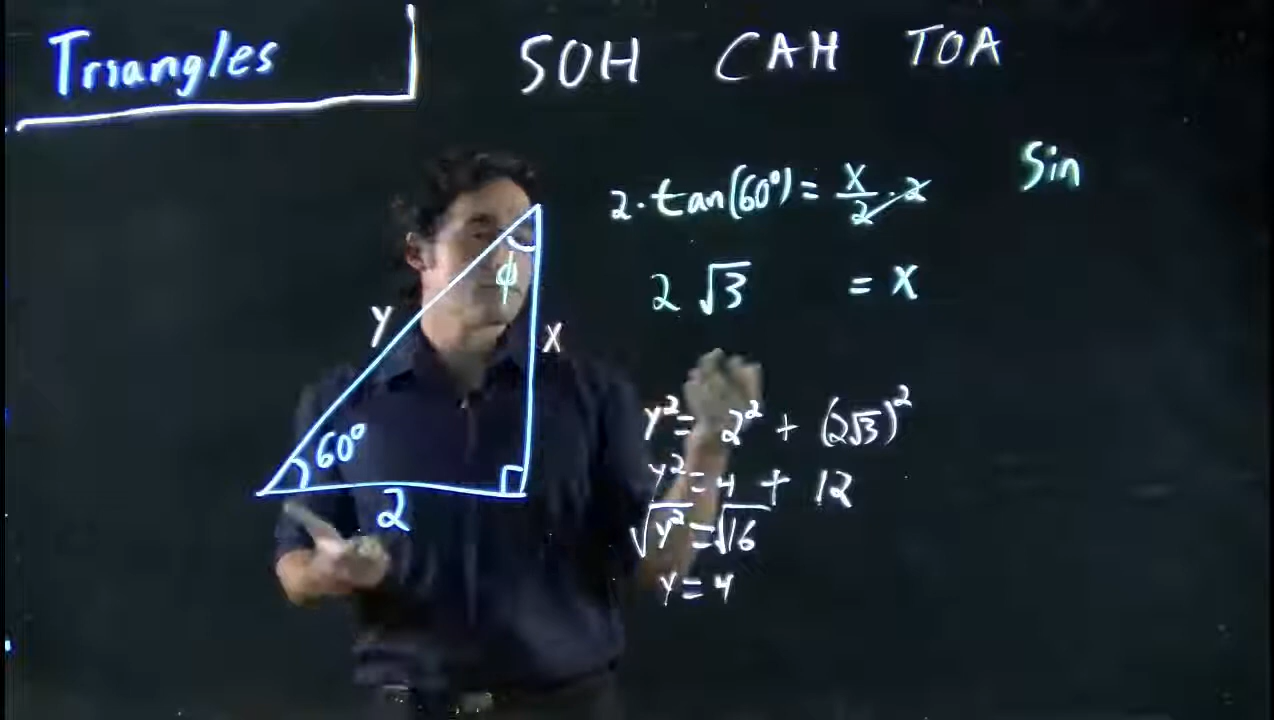 Triangles
SOH CAH TOA
2·tan(60°) = x/2 · 2
sin
2 √3 = x
y² = 2² + (2√3)²
y² = 4 + 12
√y² = √16
y = 4
ϕ
y
x
60°
2